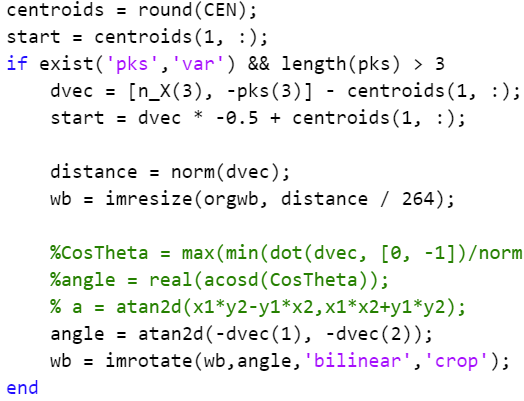 centroids = round(CEN);
start = centroids(1, :);
if exist('pks','var') && length(pks) > 3
    dvec = [n_X(3), -pks(3)] - centroids(1, :);
    start = dvec * -0.5 + centroids(1, :);

    distance = norm(dvec);
    wb = imresize(orgwb, distance / 264);

    %CosTheta = max(min(dot(dvec, [0, -1])/norm
    %angle = real(acosd(CosTheta));
    % a = atan2d(x1*y2-y1*x2,x1*x2+y1*y2);
    angle = atan2d(-dvec(1), -dvec(2));
    wb = imrotate(wb,angle,'bilinear','crop');
end